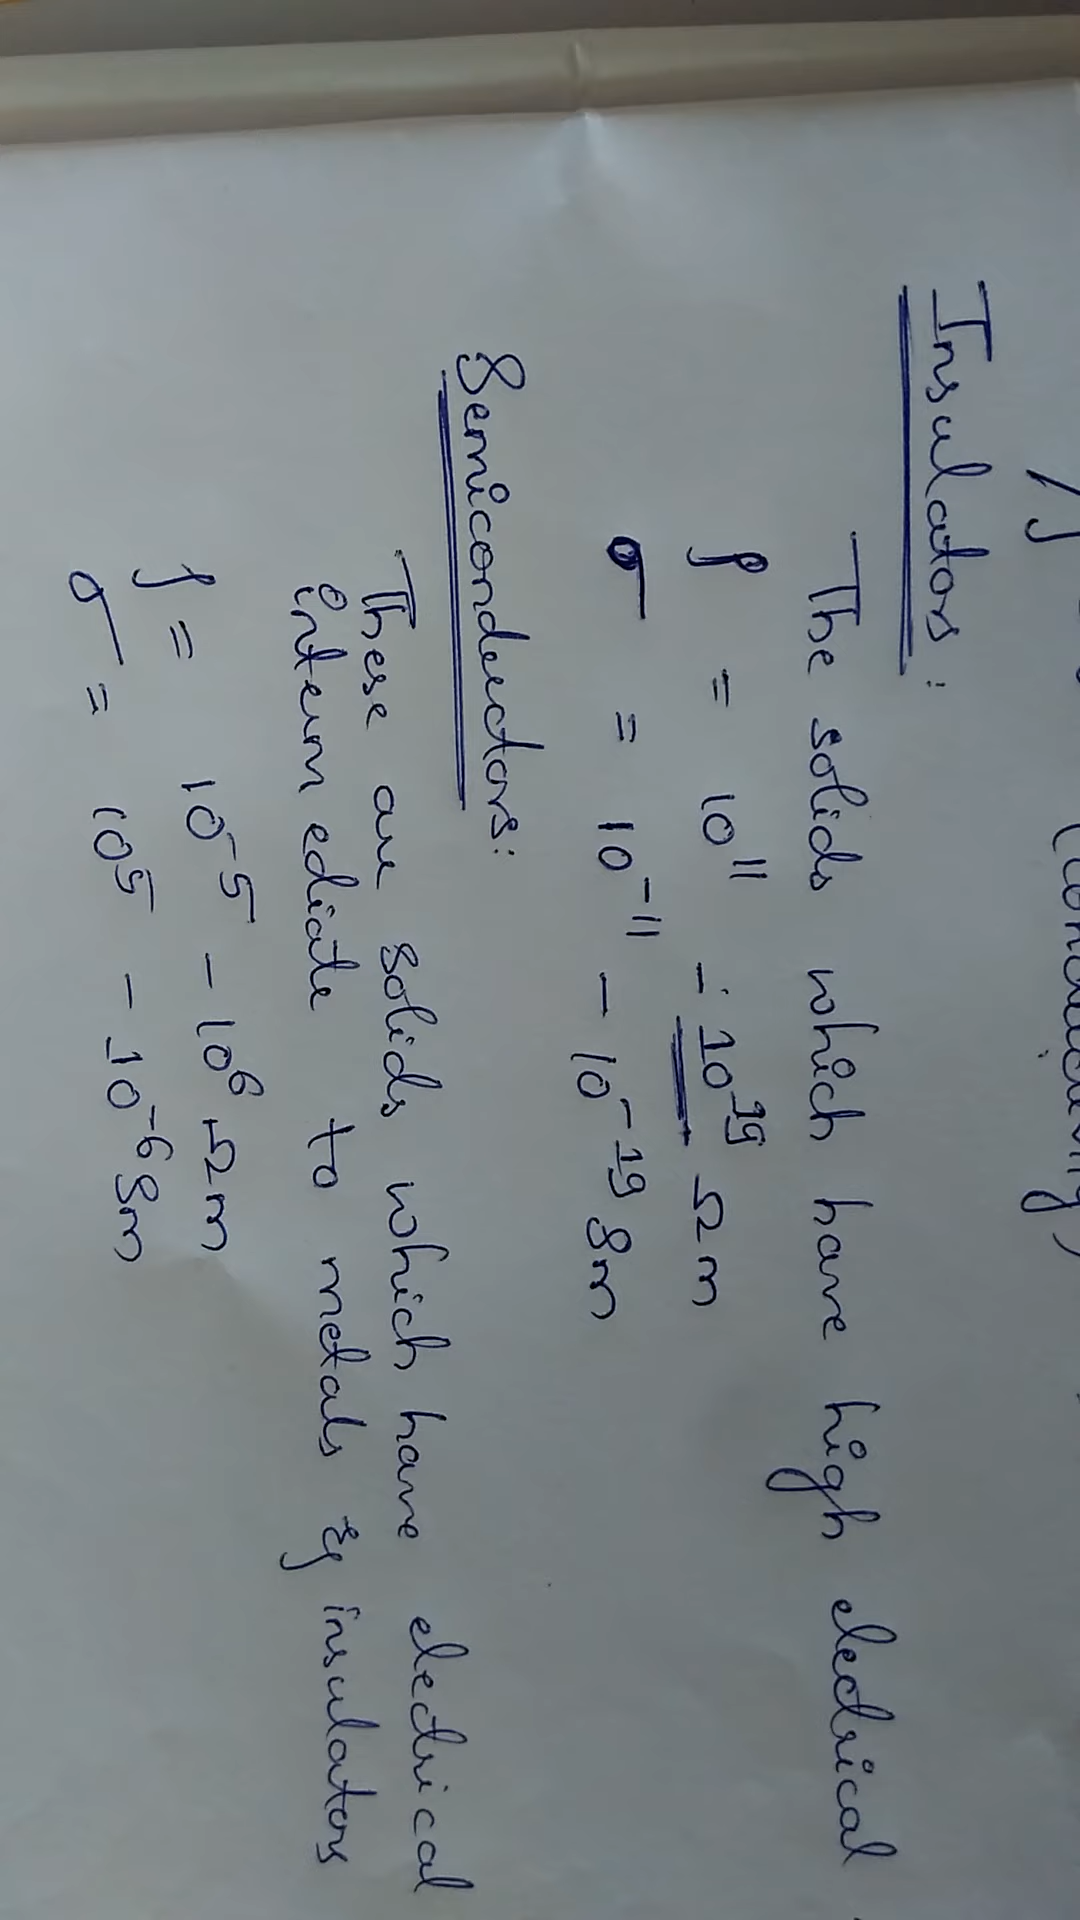 (Conductivity)
Insulators:
The solids which have high electrical
ρ = 10¹¹ - 10¹⁹ Ωm
σ = 10⁻¹¹ - 10⁻¹⁹ Sm
Semiconductors:
These are solids which have electrical
intermediate to metals & insulators
ρ = 10⁻⁵ - 10⁶ Ωm
σ = 10⁵ - 10⁻⁶ Sm